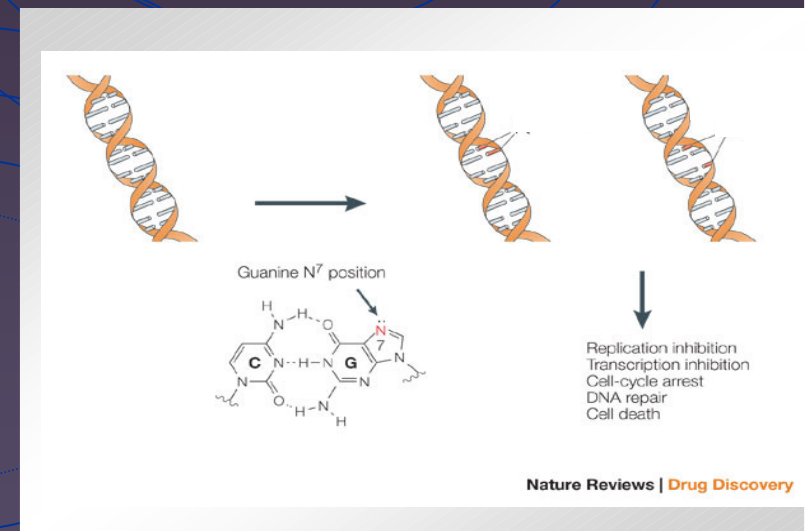 Guanine N⁷ position
H
H
N
O
N
7
C
N
H
N
G
N
N
N
O
H
N
H
Replication inhibition
Transcription inhibition
Cell-cycle arrest
DNA repair
Cell death
Nature Reviews | Drug Discovery